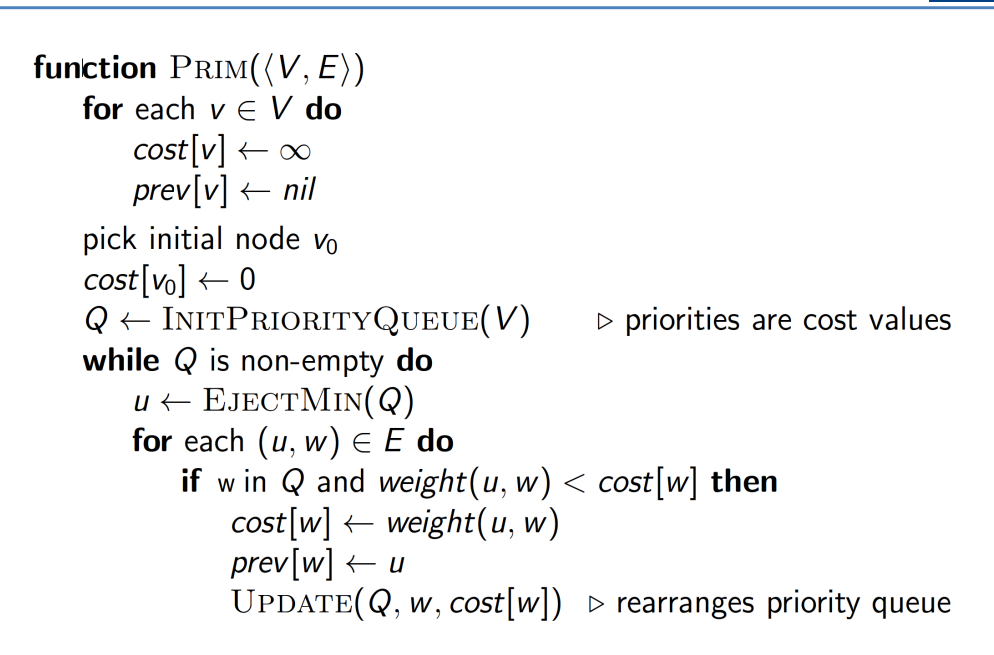 function PRIM(⟨V, E⟩)
for each v ∈ V do
cost[v] ← ∞
prev[v] ← nil
pick initial node v₀
cost[v₀] ← 0
Q ← INITPRIORITYQUEUE(V) ▷ priorities are cost values
while Q is non-empty do
u ← EJECTMIN(Q)
for each (u, w) ∈ E do
if w in Q and weight(u, w) < cost[w] then
cost[w] ← weight(u, w)
prev[w] ← u
UPDATE(Q, w, cost[w]) ▷ rearranges priority queue